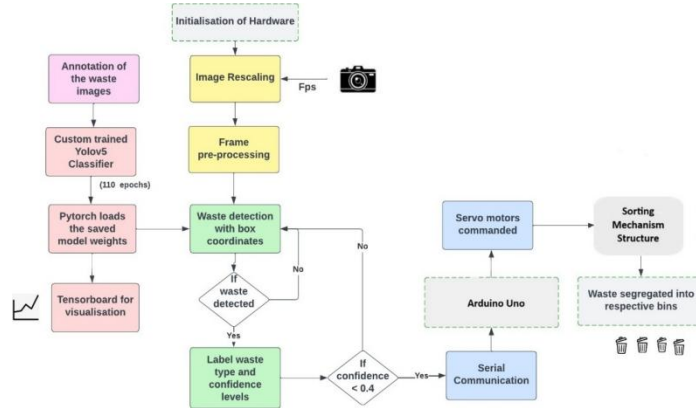 Initialisation of Hardware
Annotation of
the waste
images
Image Rescaling
Fps
Custom trained
Yolov5
Classifier
Frame
pre-processing
(110 epochs)
Pytorch loads
the saved
model weights
Waste detection
with box
coordinates
No
No
If
waste
detected
Tensorboard for
visualisation
Yes
Label waste
type and
confidence
levels
If
confidence
< 0.4
Yes
Serial
Communication
Arduino Uno
Servo motors
commanded
Sorting
Mechanism
Structure
Waste segregated into
respective bins